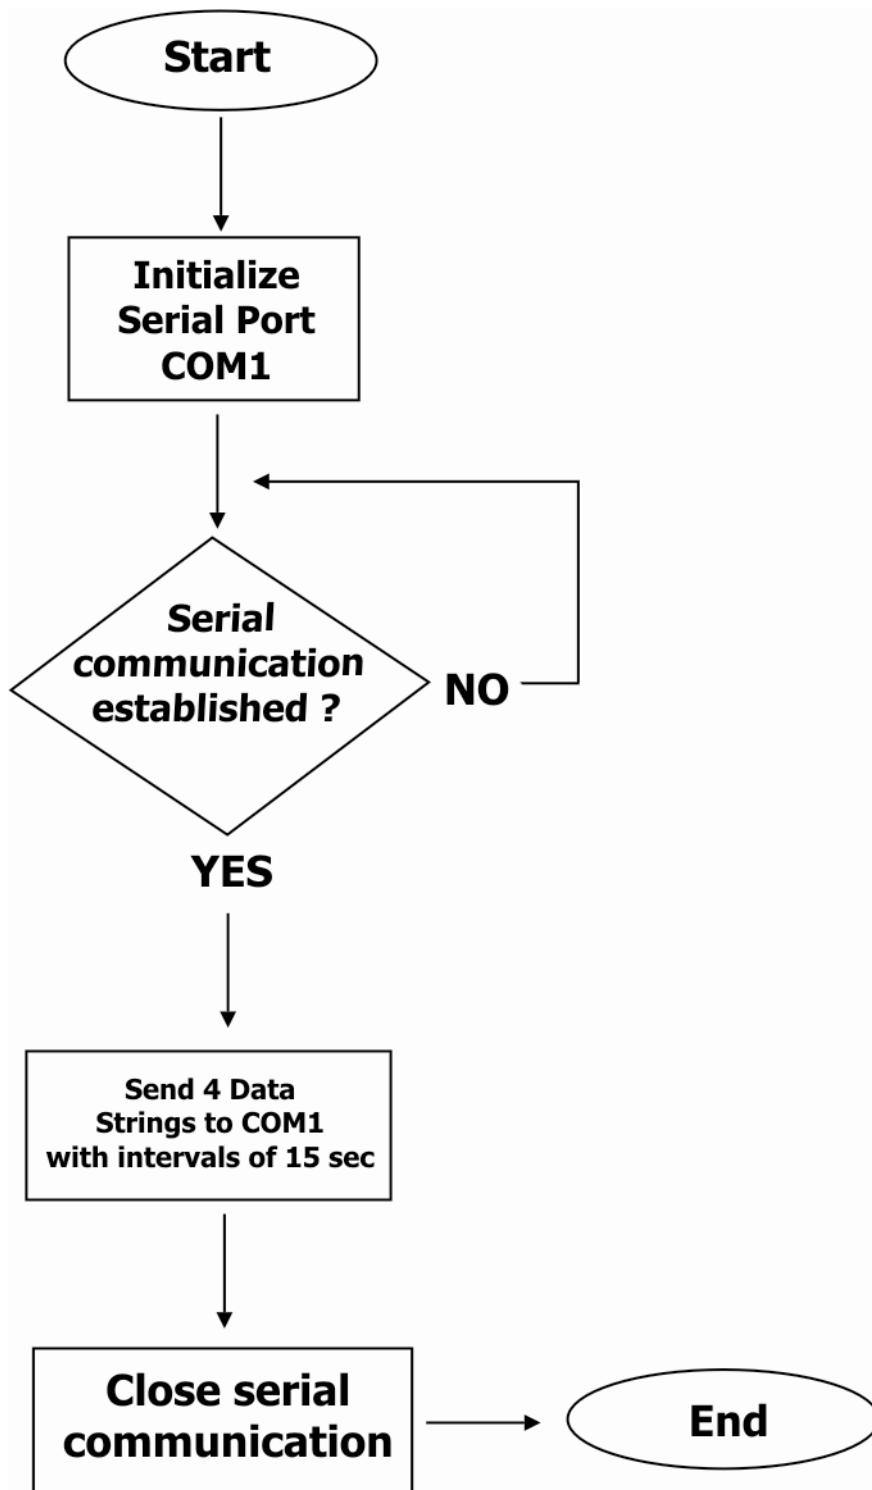 Start
Initialize
Serial Port
COM1
Serial
communication
established ?
NO
YES
Send 4 Data
Strings to COM1
with intervals of 15 sec
Close serial
communication
End